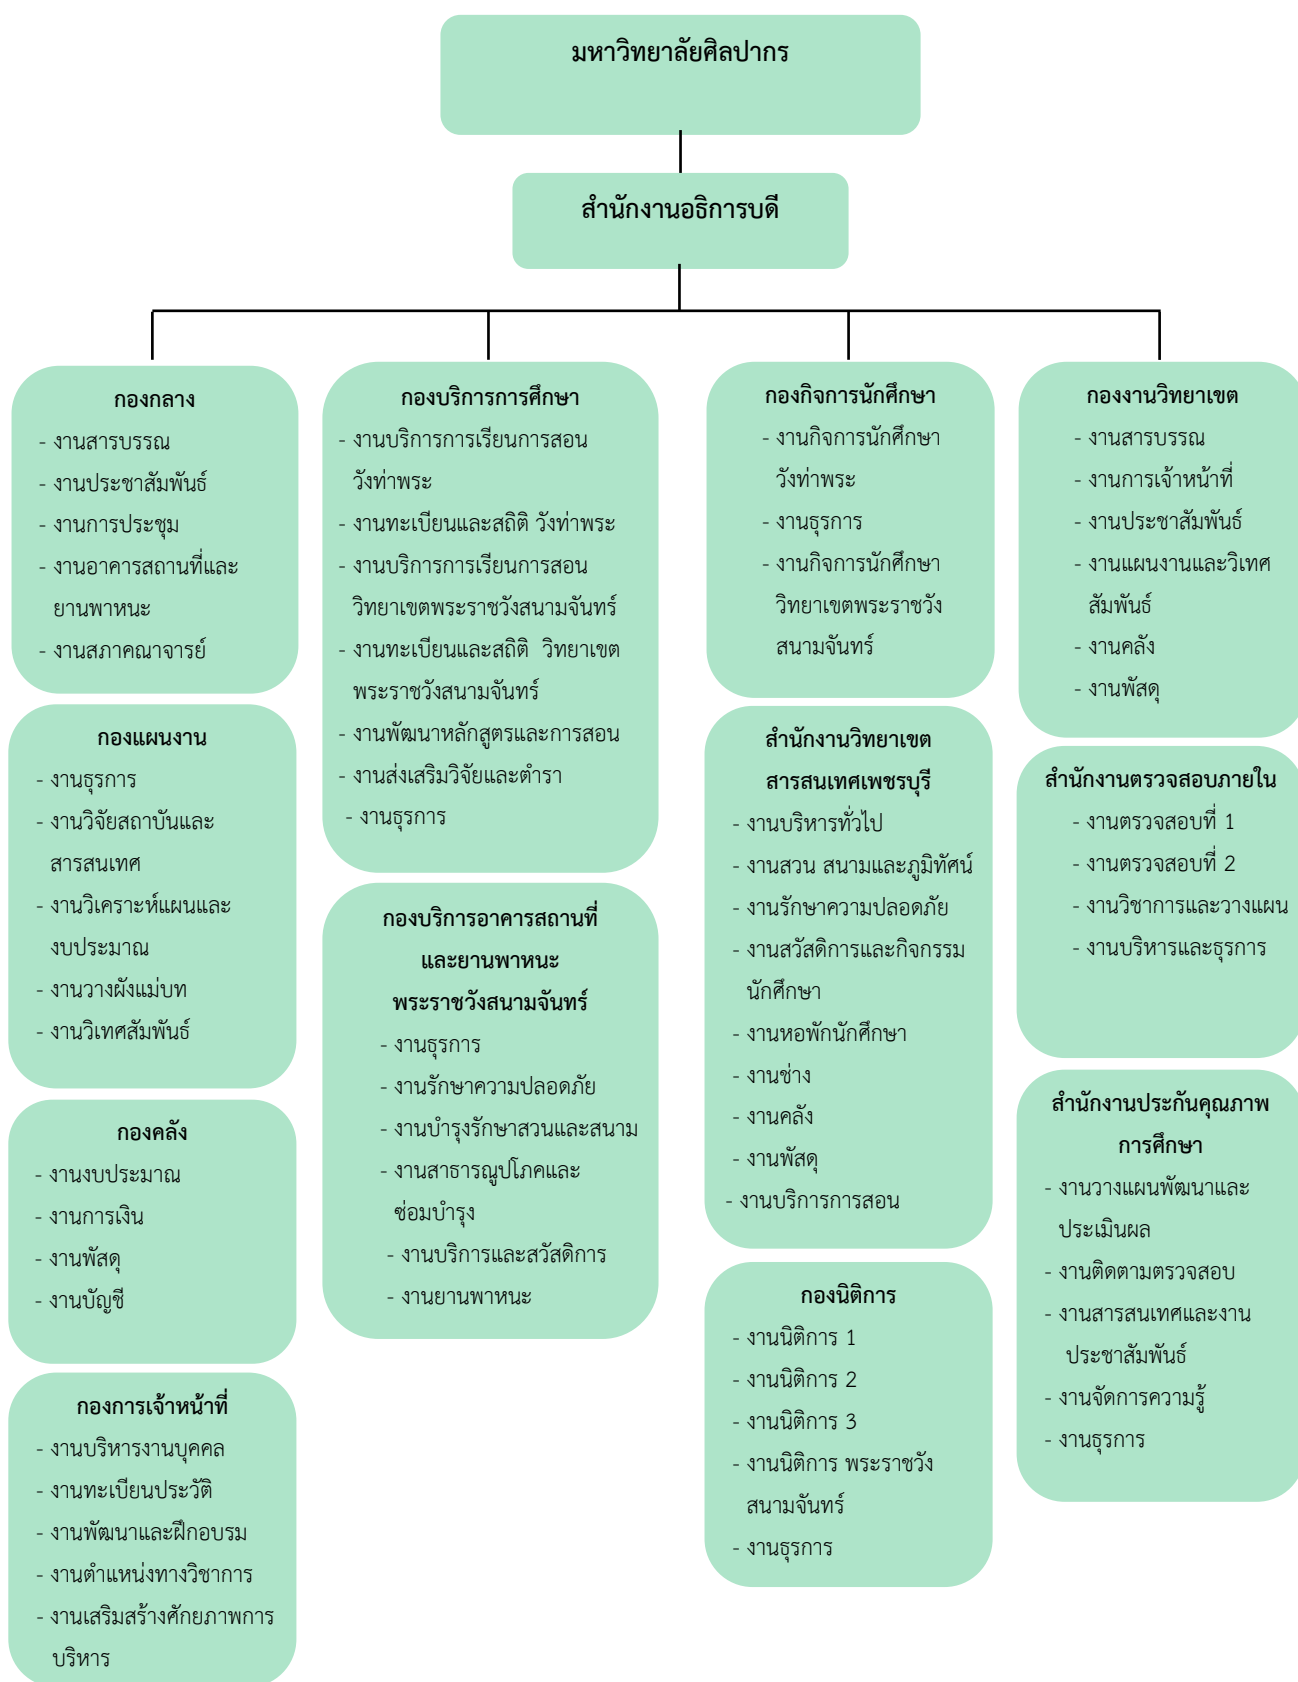 มหาวิทยาลัยศิลปากร
สำนักงานอธิการบดี
กองกลาง
- งานสารบรรณ
- งานประชาสัมพันธ์
- งานการประชุม
- งานอาคารสถานที่และ
ยานพาหนะ
- งานสภาคณาจารย์
กองแผนงาน
- งานธุรการ
- งานวิจัยสถาบันและ
สารสนเทศ
- งานวิเคราะห์แผนและ
งบประมาณ
- งานวางผังแม่บท
- งานวิเทศสัมพันธ์
กองคลัง
- งานงบประมาณ
- งานการเงิน
- งานพัสดุ
- งานบัญชี
กองการเจ้าหน้าที่
- งานบริหารงานบุคคล
- งานทะเบียนประวัติ
- งานพัฒนาและฝึกอบรม
- งานตำแหน่งทางวิชาการ
- งานเสริมสร้างศักยภาพการ
บริหาร
กองบริการการศึกษา
- งานบริการการเรียนการสอน
วังท่าพระ
- งานทะเบียนและสถิติ วังท่าพระ
- งานบริการการเรียนการสอน
วิทยาเขตพระราชวังสนามจันทร์
- งานทะเบียนและสถิติ วิทยาเขต
พระราชวังสนามจันทร์
- งานพัฒนาหลักสูตรและการสอน
- งานส่งเสริมวิจัยและตำรา
- งานธุรการ
กองบริการอาคารสถานที่
และยานพาหนะ
พระราชวังสนามจันทร์
- งานธุรการ
- งานรักษาความปลอดภัย
- งานบำรุงรักษาสวนและสนาม
- งานสาธารณูปโภคและ
ซ่อมบำรุง
- งานบริการและสวัสดิการ
- งานยานพาหนะ
กองกิจการนักศึกษา
- งานกิจการนักศึกษา
วังท่าพระ
- งานธุรการ
- งานกิจการนักศึกษา
วิทยาเขตพระราชวัง
สนามจันทร์
สำนักงานวิทยาเขต
สารสนเทศเพชรบุรี
- งานบริหารทั่วไป
- งานสวน สนามและภูมิทัศน์
- งานรักษาความปลอดภัย
- งานสวัสดิการและกิจกรรม
นักศึกษา
- งานหอพักนักศึกษา
- งานช่าง
- งานคลัง
- งานพัสดุ
- งานบริการการสอน
กองนิติการ
- งานนิติการ 1
- งานนิติการ 2
- งานนิติการ 3
- งานนิติการ พระราชวัง
สนามจันทร์
- งานธุรการ
กองงานวิทยาเขต
- งานสารบรรณ
- งานการเจ้าหน้าที่
- งานประชาสัมพันธ์
- งานแผนงานและวิเทศ
สัมพันธ์
- งานคลัง
- งานพัสดุ
สำนักงานตรวจสอบภายใน
- งานตรวจสอบที่ 1
- งานตรวจสอบที่ 2
- งานวิชาการและวางแผน
- งานบริหารและธุรการ
สำนักงานประกันคุณภาพ
การศึกษา
- งานวางแผนพัฒนาและ
ประเมินผล
- งานติดตามตรวจสอบ
- งานสารสนเทศและงาน
ประชาสัมพันธ์
- งานจัดการความรู้
- งานธุรการ